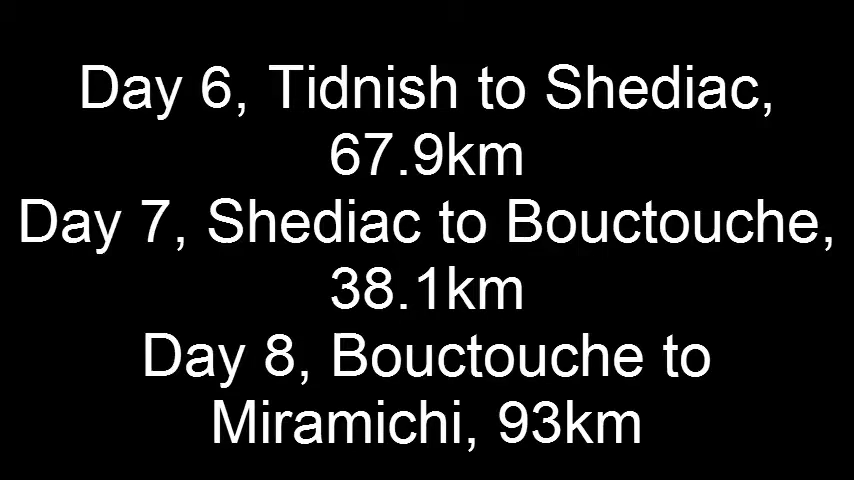 Day 6, Tidnish to Shediac,
67.9km
Day 7, Shediac to Bouctouche,
38.1km
Day 8, Bouctouche to
Miramichi, 93km